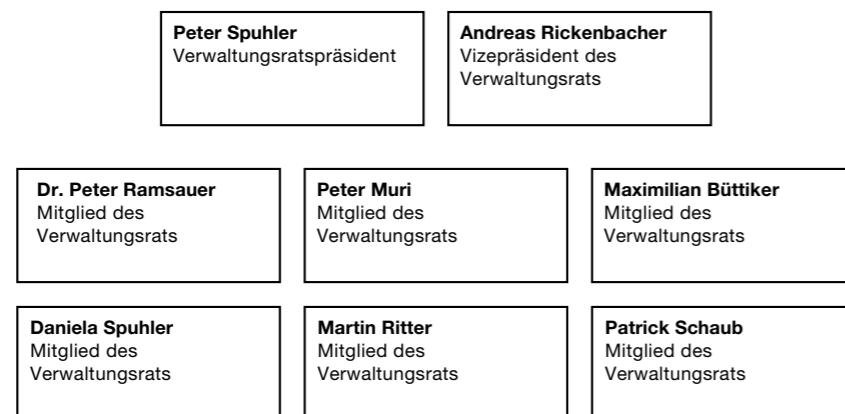 Peter Spuhler
Verwaltungsratspräsident
Andreas Rickenbacher
Vizepräsident des
Verwaltungsrats
Dr. Peter Ramsauer
Mitglied des
Verwaltungsrats
Peter Muri
Mitglied des
Verwaltungsrats
Maximilian Büttiker
Mitglied des
Verwaltungsrats
Daniela Spuhler
Mitglied des
Verwaltungsrats
Martin Ritter
Mitglied des
Verwaltungsrats
Patrick Schaub
Mitglied des
Verwaltungsrats